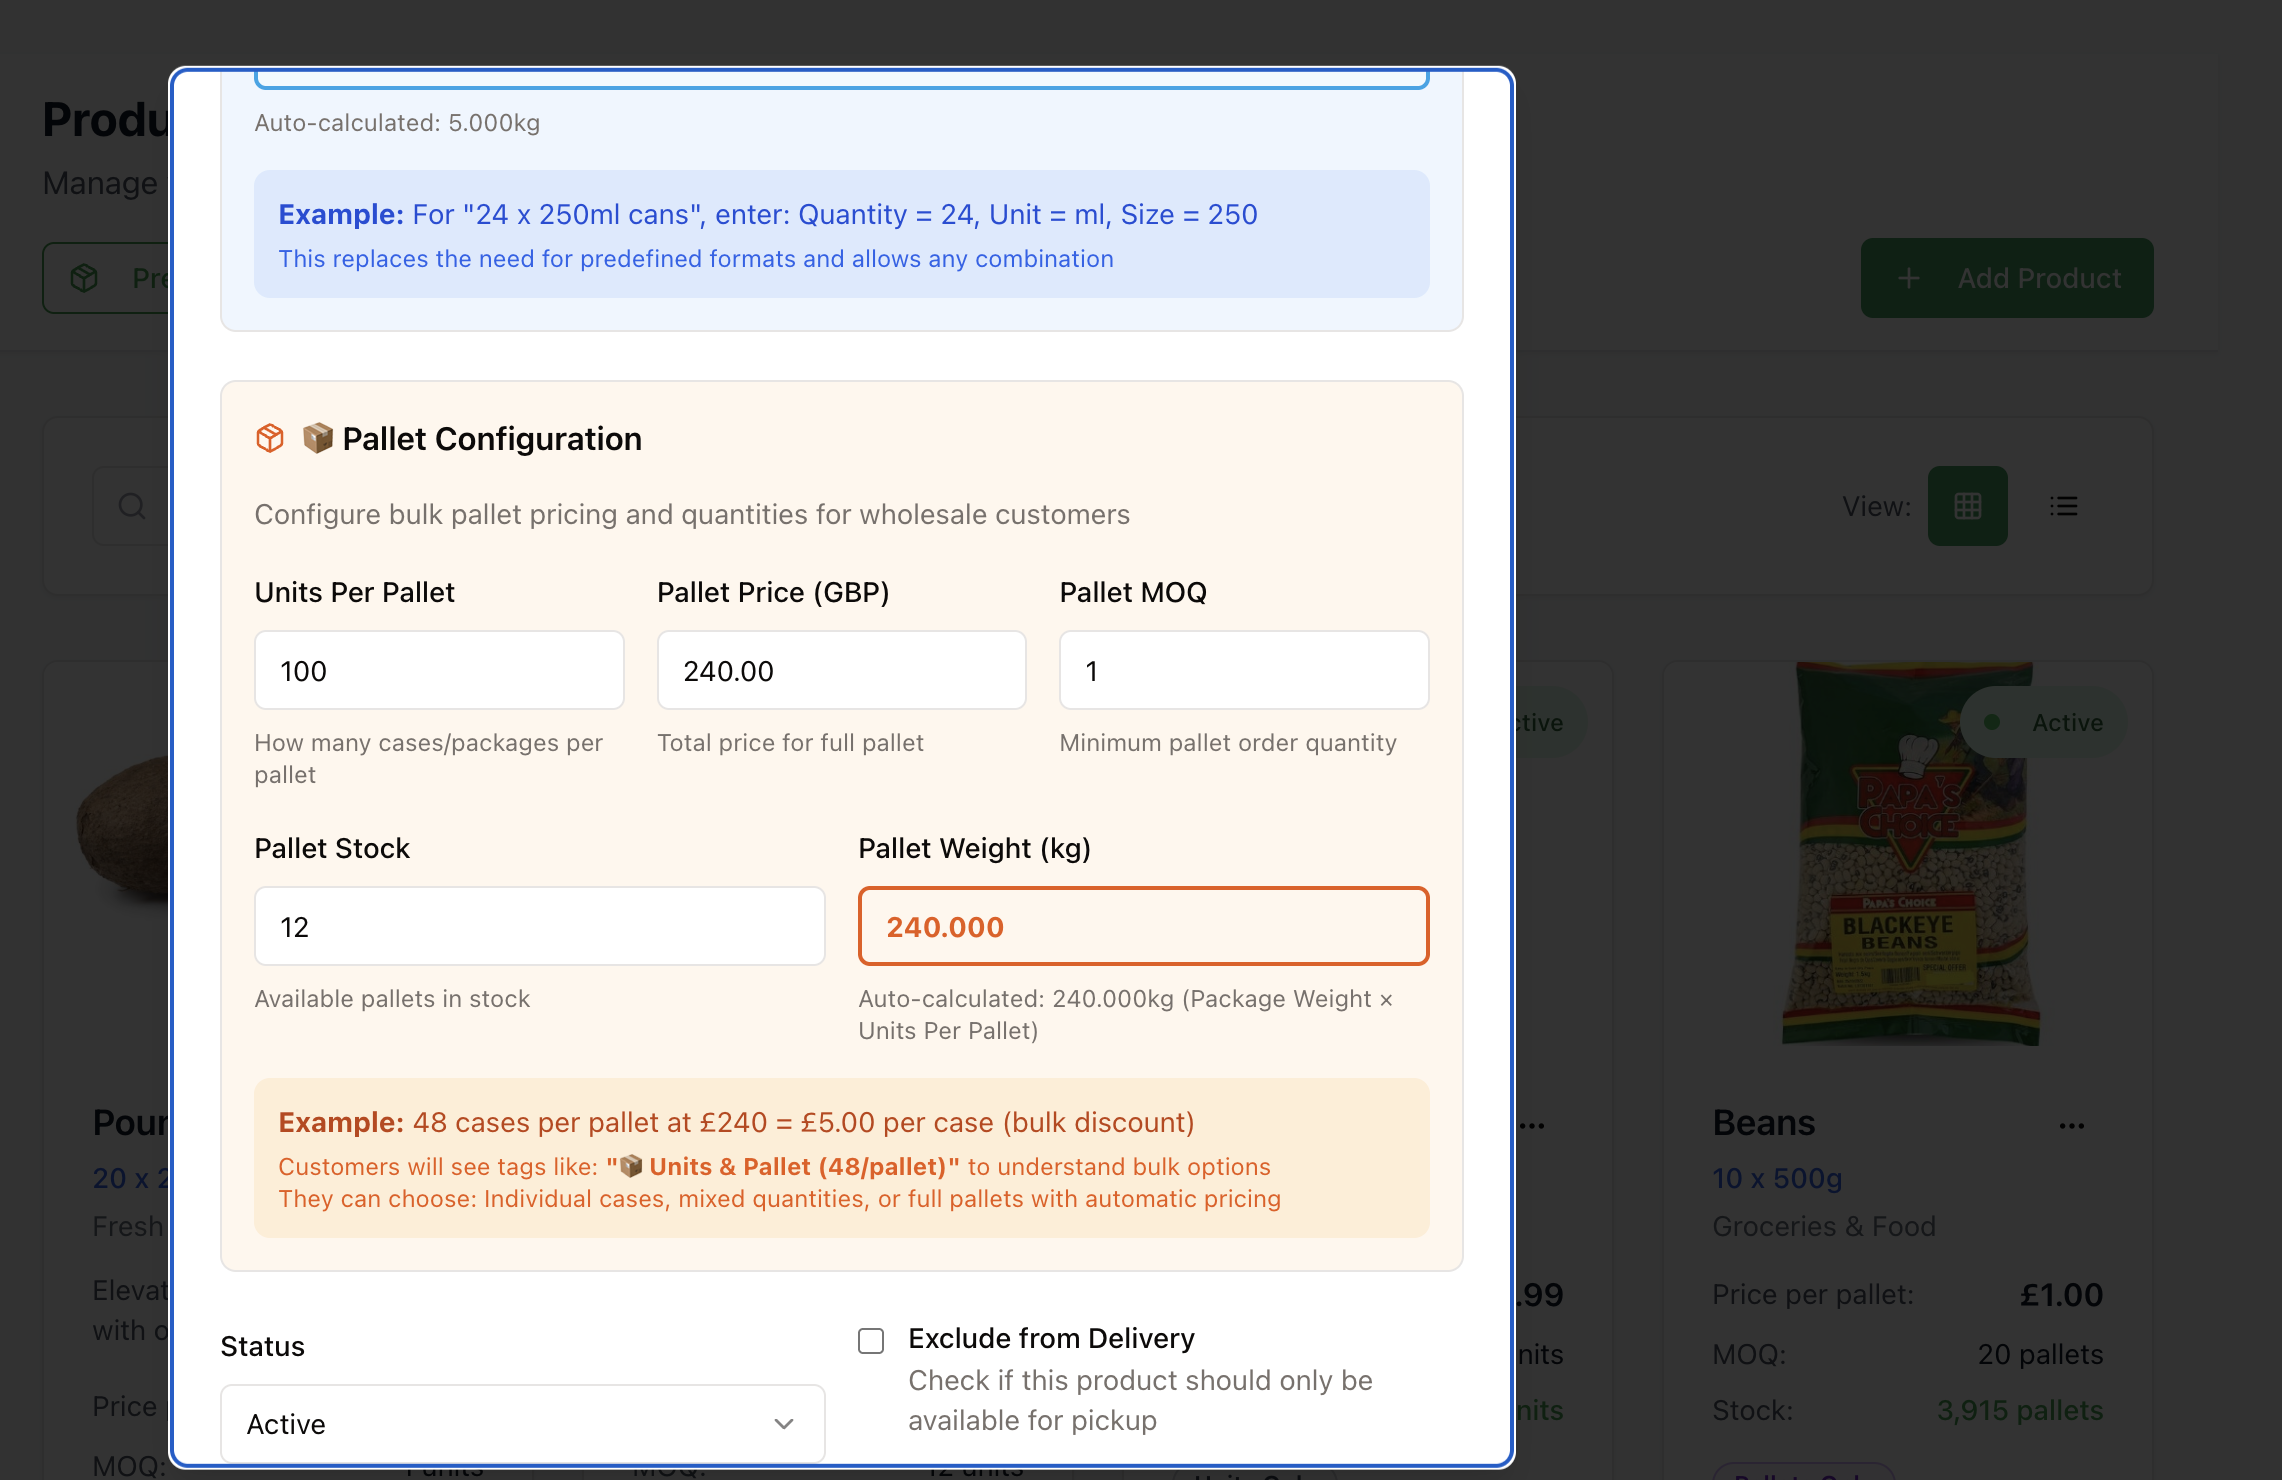 Produ
Manage
Pre
Add Product
View:
Auto-calculated: 5.000kg
Example: For "24 x 250ml cans", enter: Quantity = 24, Unit = ml, Size = 250
This replaces the need for predefined formats and allows any combination
📦 Pallet Configuration
Configure bulk pallet pricing and quantities for wholesale customers
Units Per Pallet
100
How many cases/packages per
pallet
Pallet Price (GBP)
240.00
Total price for full pallet
Pallet MOQ
1
Minimum pallet order quantity
Pallet Stock
12
Available pallets in stock
Pallet Weight (kg)
240.000
Auto-calculated: 240.000kg (Package Weight ×
Units Per Pallet)
Example: 48 cases per pallet at £240 = £5.00 per case (bulk discount)
Customers will see tags like: "📦 Units & Pallet (48/pallet)" to understand bulk options
They can choose: Individual cases, mixed quantities, or full pallets with automatic pricing
Status
Active
Exclude from Delivery
Check if this product should only be
available for pickup
Pour
20 x 2
Fresh
Elevat
with o
Price
MOQ:
MOQ:
12 units
ctive
.99
nits
nits
Active
PAPA'S
CHOICE
PAPA'S CHOICE
BLACKEYE
BEANS
SPECIAL OFFER
Beans
10 x 500g
Groceries & Food
Price per pallet: £1.00
MOQ: 20 pallets
Stock: 3,915 pallets